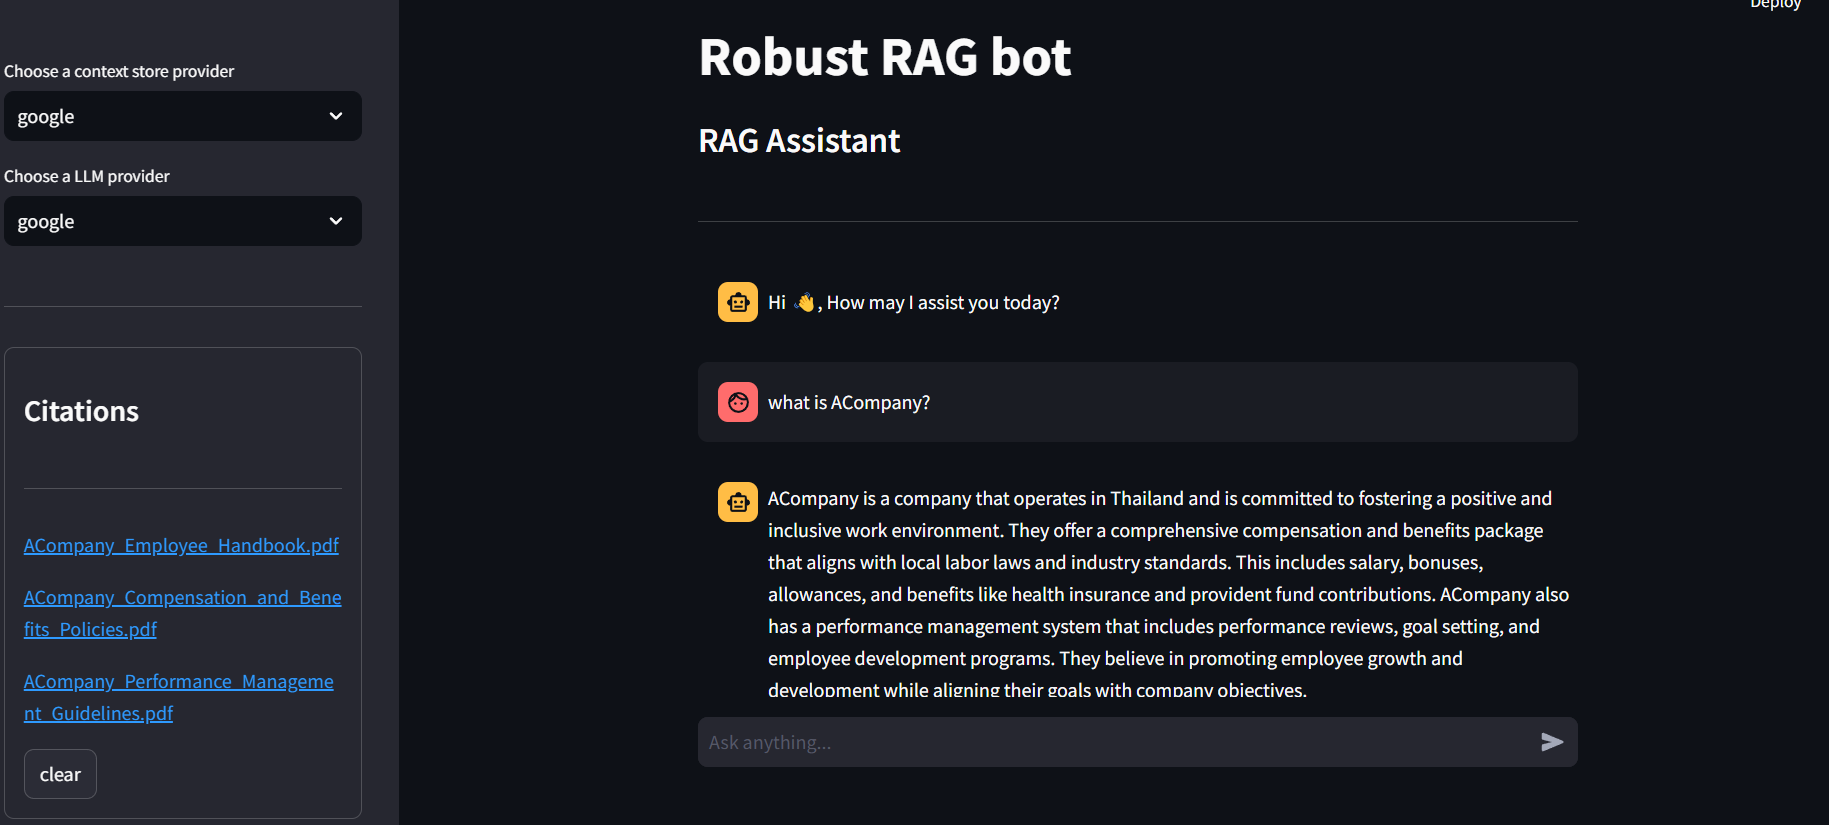 Choose a context store provider
google
Choose a LLM provider
google
Citations
ACompany_Employee_Handbook.pdf
ACompany_Compensation_and_Bene
fits_Policies.pdf
ACompany_Performance_Manageme
nt_Guidelines.pdf
clear
Deploy
Robust RAG bot
RAG Assistant
Hi 👋, How may I assist you today?
what is ACompany?
ACompany is a company that operates in Thailand and is committed to fostering a positive and
inclusive work environment. They offer a comprehensive compensation and benefits package
that aligns with local labor laws and industry standards. This includes salary, bonuses,
allowances, and benefits like health insurance and provident fund contributions. ACompany also
has a performance management system that includes performance reviews, goal setting, and
employee development programs. They believe in promoting employee growth and
development while aligning their goals with company objectives.
Ask anything...